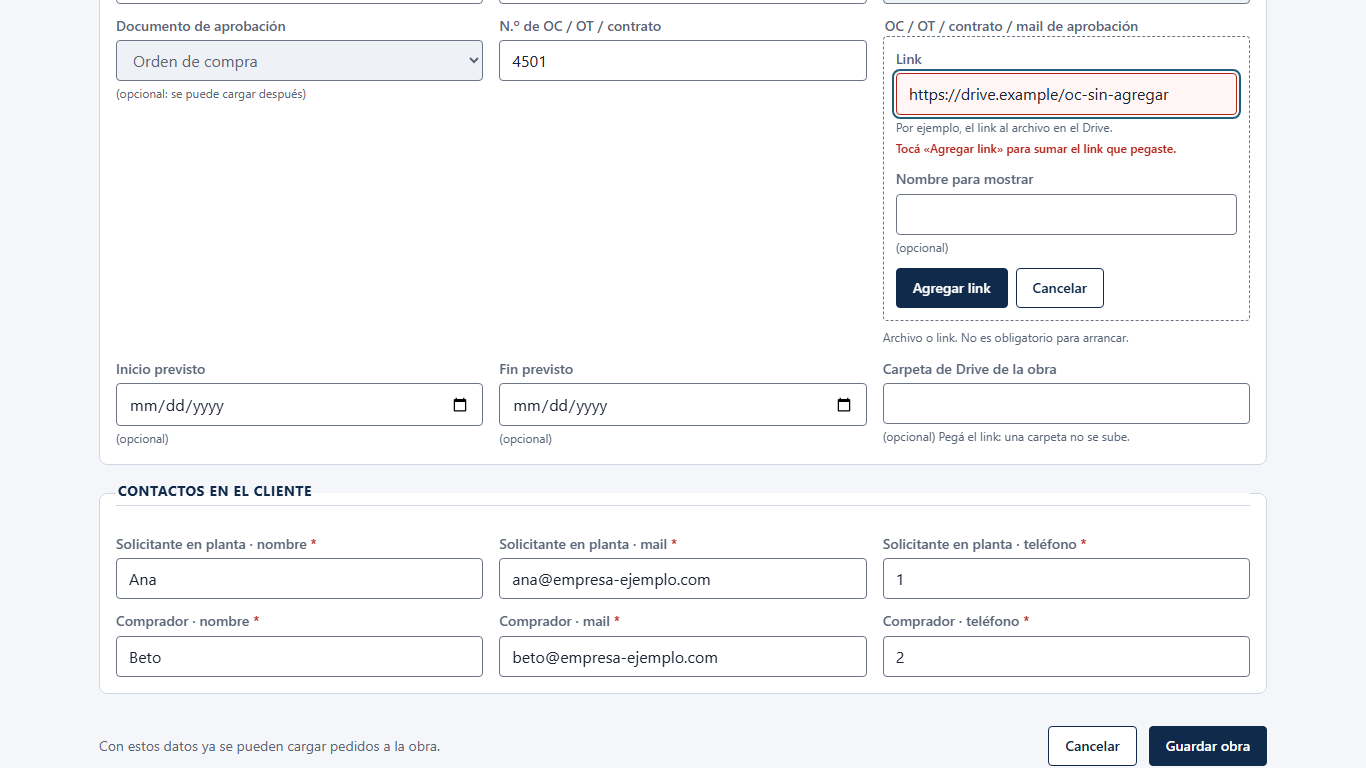 Documento de aprobación
N.º de OC / OT / contrato
OC / OT / contrato / mail de aprobación
Orden de compra
4501
(opcional: se puede cargar después)
Link
https://drive.example/oc-sin-agregar
Por ejemplo, el link al archivo en el Drive.
Tocá «Agregar link» para sumar el link que pegaste.
Nombre para mostrar
(opcional)
Agregar link
Cancelar
Archivo o link. No es obligatorio para arrancar.
Inicio previsto
Fin previsto
Carpeta de Drive de la obra
mm/dd/yyyy
mm/dd/yyyy
(opcional)
(opcional)
(opcional) Pegá el link: una carpeta no se sube.
CONTACTOS EN EL CLIENTE
Solicitante en planta · nombre *
Solicitante en planta · mail *
Solicitante en planta · teléfono *
Ana
ana@empresa-ejemplo.com
1
Comprador · nombre *
Comprador · mail *
Comprador · teléfono *
Beto
beto@empresa-ejemplo.com
2
Con estos datos ya se pueden cargar pedidos a la obra.
Cancelar
Guardar obra